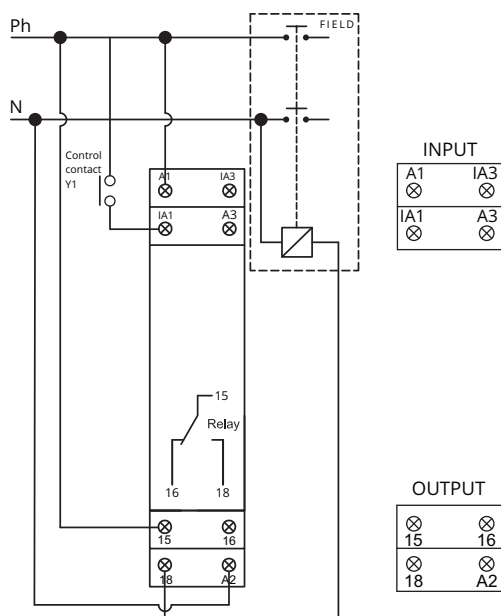 Ph
FIELD
N
Control
contact
Y1
A1 IA3
IA1 A3
15
Relay
16 18
15 16
18 A2
INPUT
A1 IA3
IA1 A3
OUTPUT
15 16
18 A2